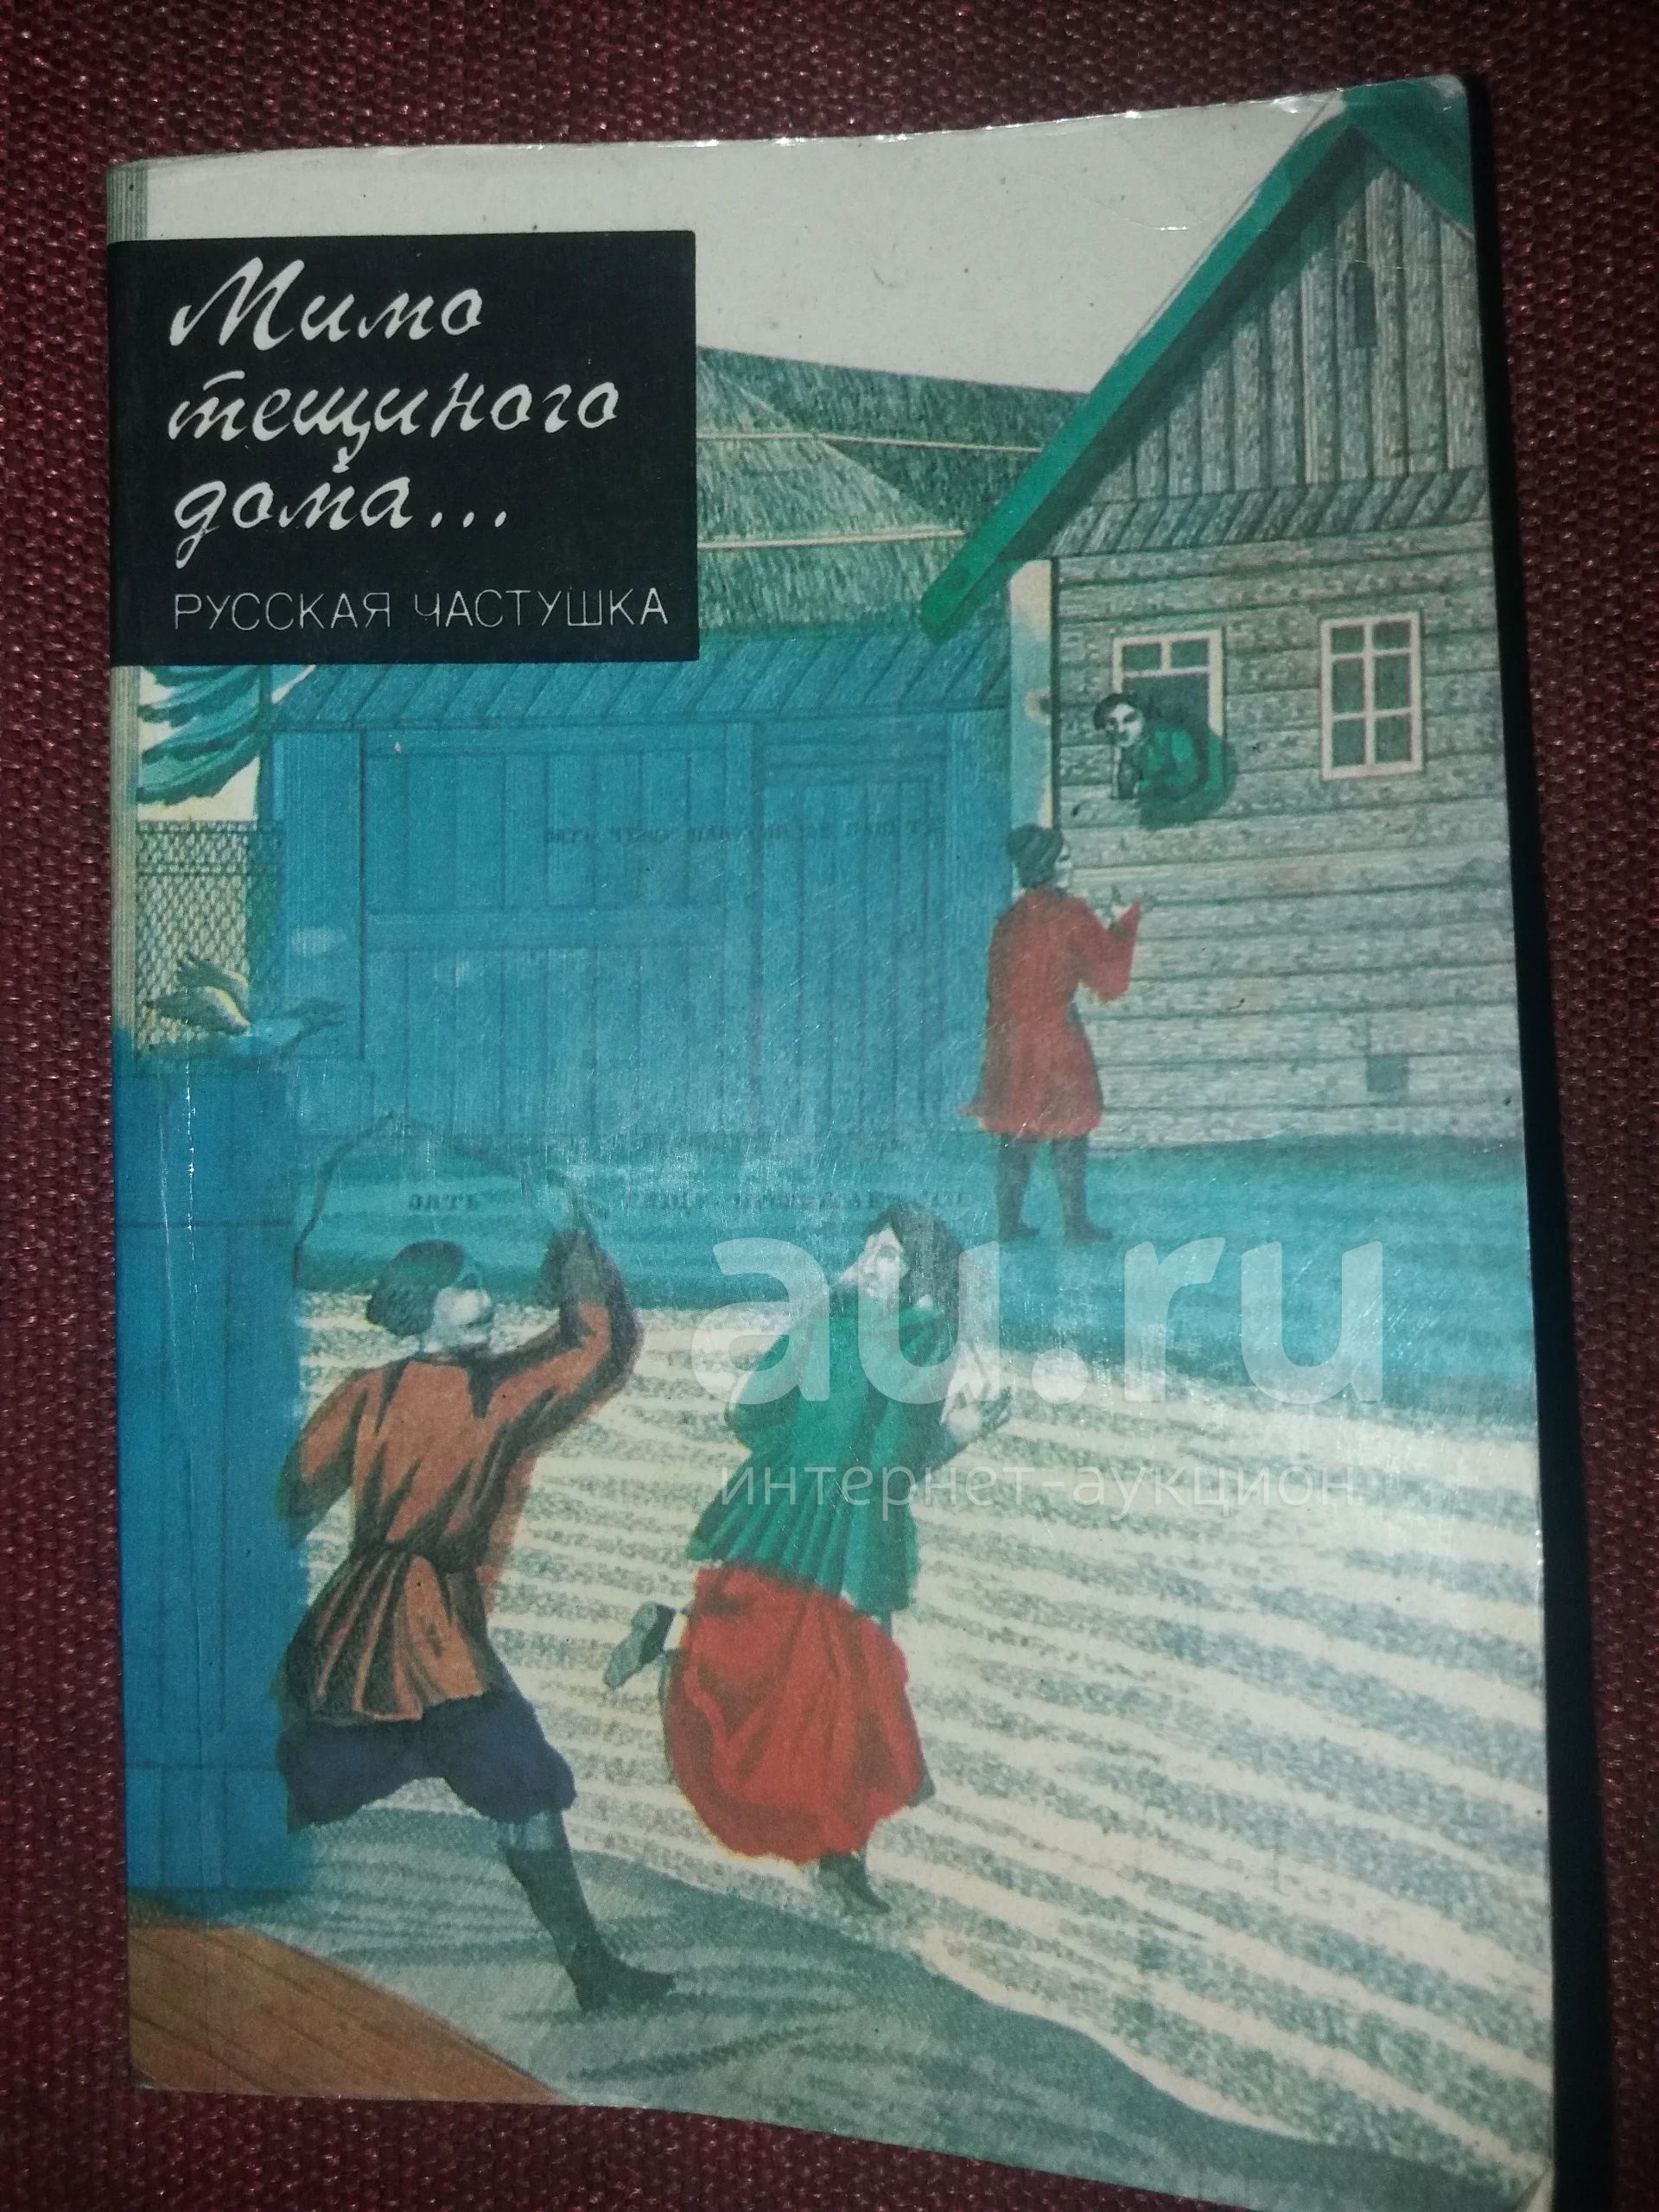 Мимо
тещиного
дома...
РУССКАЯ ЧАСТУШКА
au.ru
интернет-аукцион